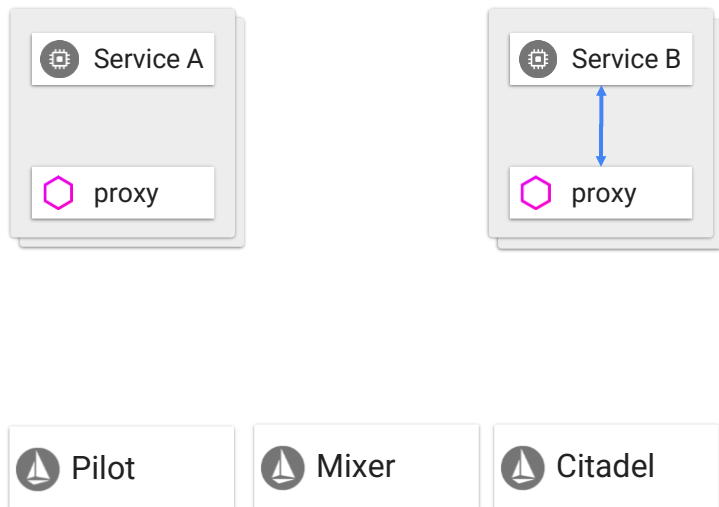 Service A
Service B
proxy
proxy
Pilot
Mixer
Citadel